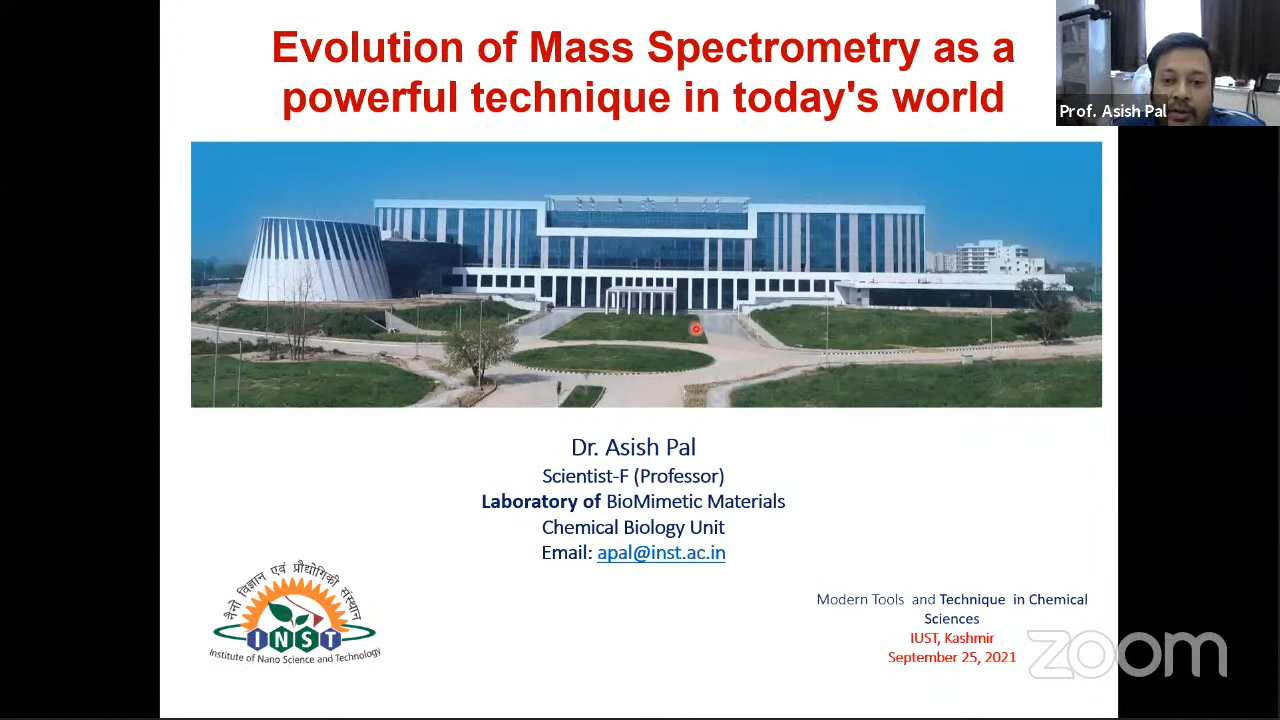 Evolution of Mass Spectrometry as a
powerful technique in today's world
Prof. Asish Pal
Dr. Asish Pal
Scientist-F (Professor)
Laboratory of BioMimetic Materials
Chemical Biology Unit
Email: apal@inst.ac.in
नैनो विज्ञान एवं प्रौद्योगिकी संस्थान
INST
Institute of Nano Science and Technology
Modern Tools and Technique in Chemical
Sciences
IUST, Kashmir
September 25, 2021
zoom